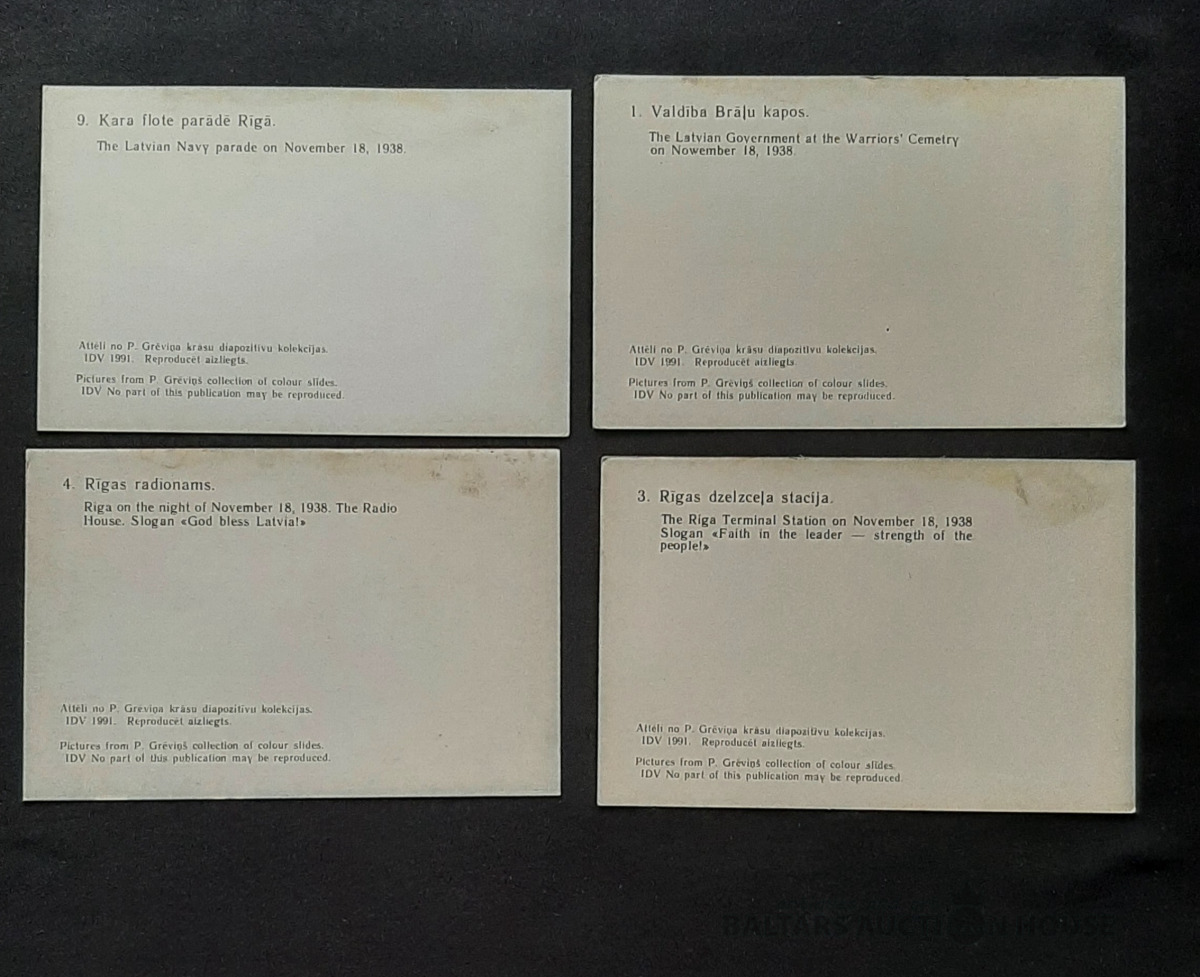 9. Kara flote parādē Rīgā.
The Latvian Navy parade on November 18, 1938.
Attēli no P. Grēviņa krāsu diapozitīvu kolekcijas.
IDV 1991. Reproducēt aizliegts.
Pictures from P. Grēviņš collection of colour slides.
IDV No part of this publication may be reproduced.
1. Valdība Brāļu kapos.
The Latvian Government at the Warriors' Cemetry
on Nowember 18, 1938.
Attēli no P. Grēviņa krāsu diapozitīvu kolekcijas.
IDV 1991. Reproducēt aizliegts.
Pictures from P. Grēviņš collection of colour slides.
IDV No part of this publication may be reproduced.
4. Rīgas radionams.
Riga on the night of November 18, 1938. The Radio
House. Slogan «God bless Latvia!»
Attēli no P. Grēviņa krāsu diapozitīvu kolekcijas.
IDV 1991. Reproducēt aizliegts.
Pictures from P. Grēviņš collection of colour slides.
IDV No part of this publication may be reproduced.
3. Rīgas dzelzceļa stacija.
The Riga Terminal Station on November 18, 1938
Slogan «Faith in the leader — strength of the
people!»
Attēli no P. Grēviņa krāsu diapozitīvu kolekcijas.
IDV 1991. Reproducēt aizliegts.
Pictures from P. Grēviņš collection of colour slides.
IDV No part of this publication may be reproduced.
BALTARS AUCTION HOUSE